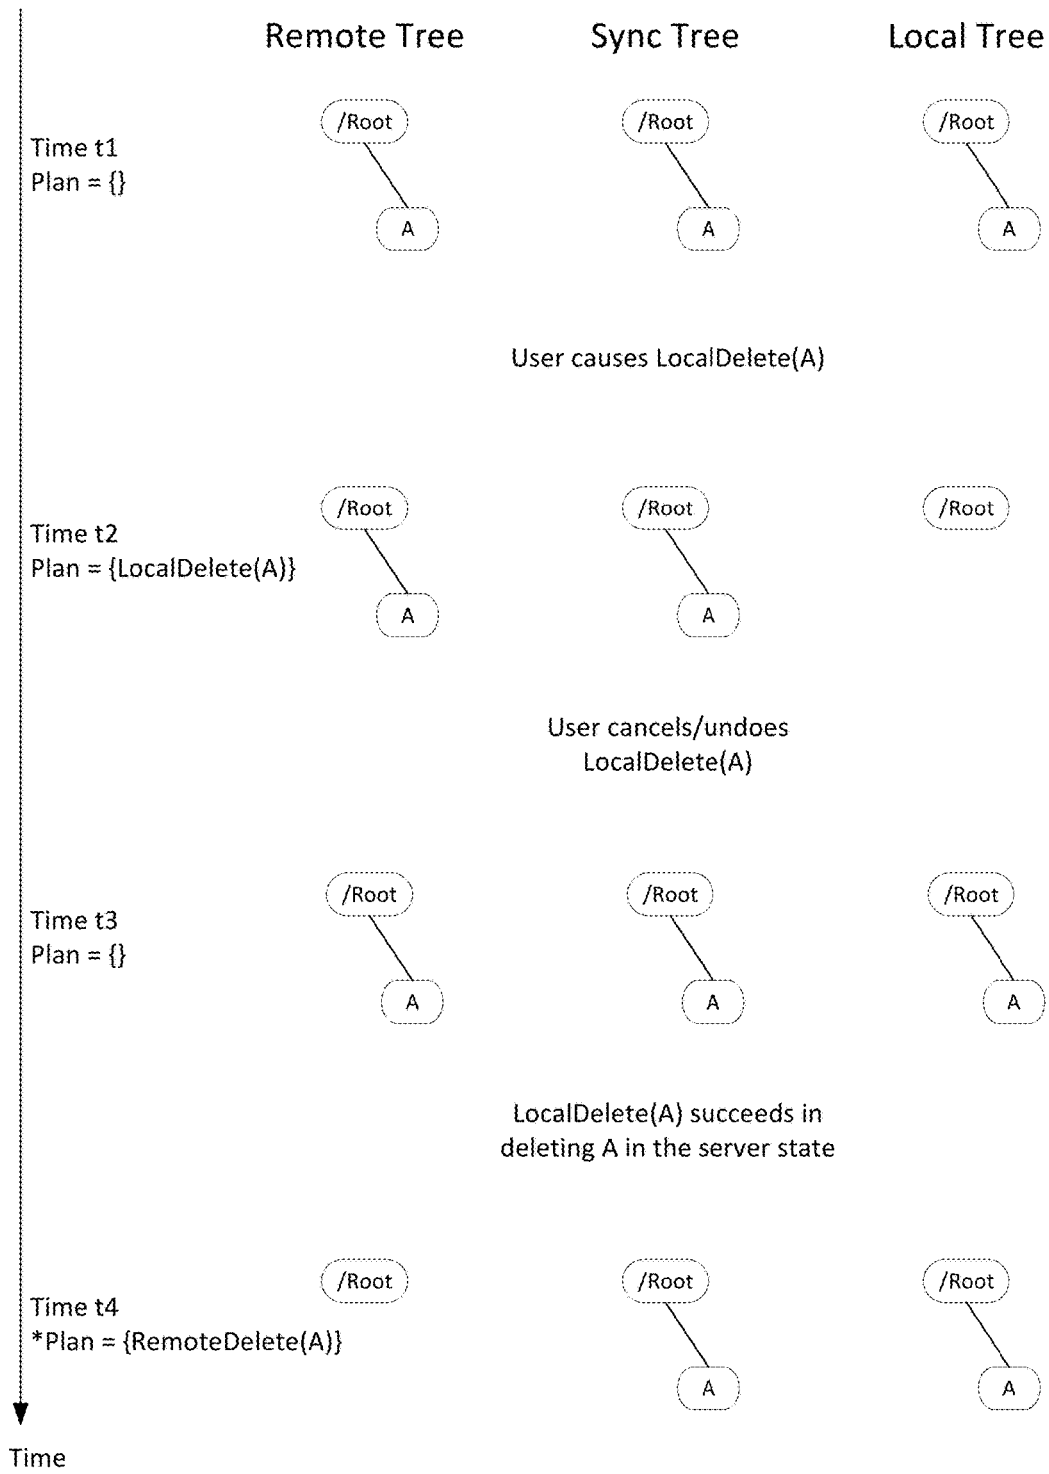 Remote Tree
Sync Tree
Local Tree
/Root
/Root
/Root
Time t1
Plan = {}
A
A
A
User causes LocalDelete(A)
/Root
/Root
/Root
Time t2
Plan = {LocalDelete(A)}
A
A
User cancels/undoes
LocalDelete(A)
/Root
/Root
/Root
Time t3
Plan = {}
A
A
A
LocalDelete(A) succeeds in
deleting A in the server state
/Root
/Root
/Root
Time t4
*Plan = {RemoteDelete(A)}
A
A
Time